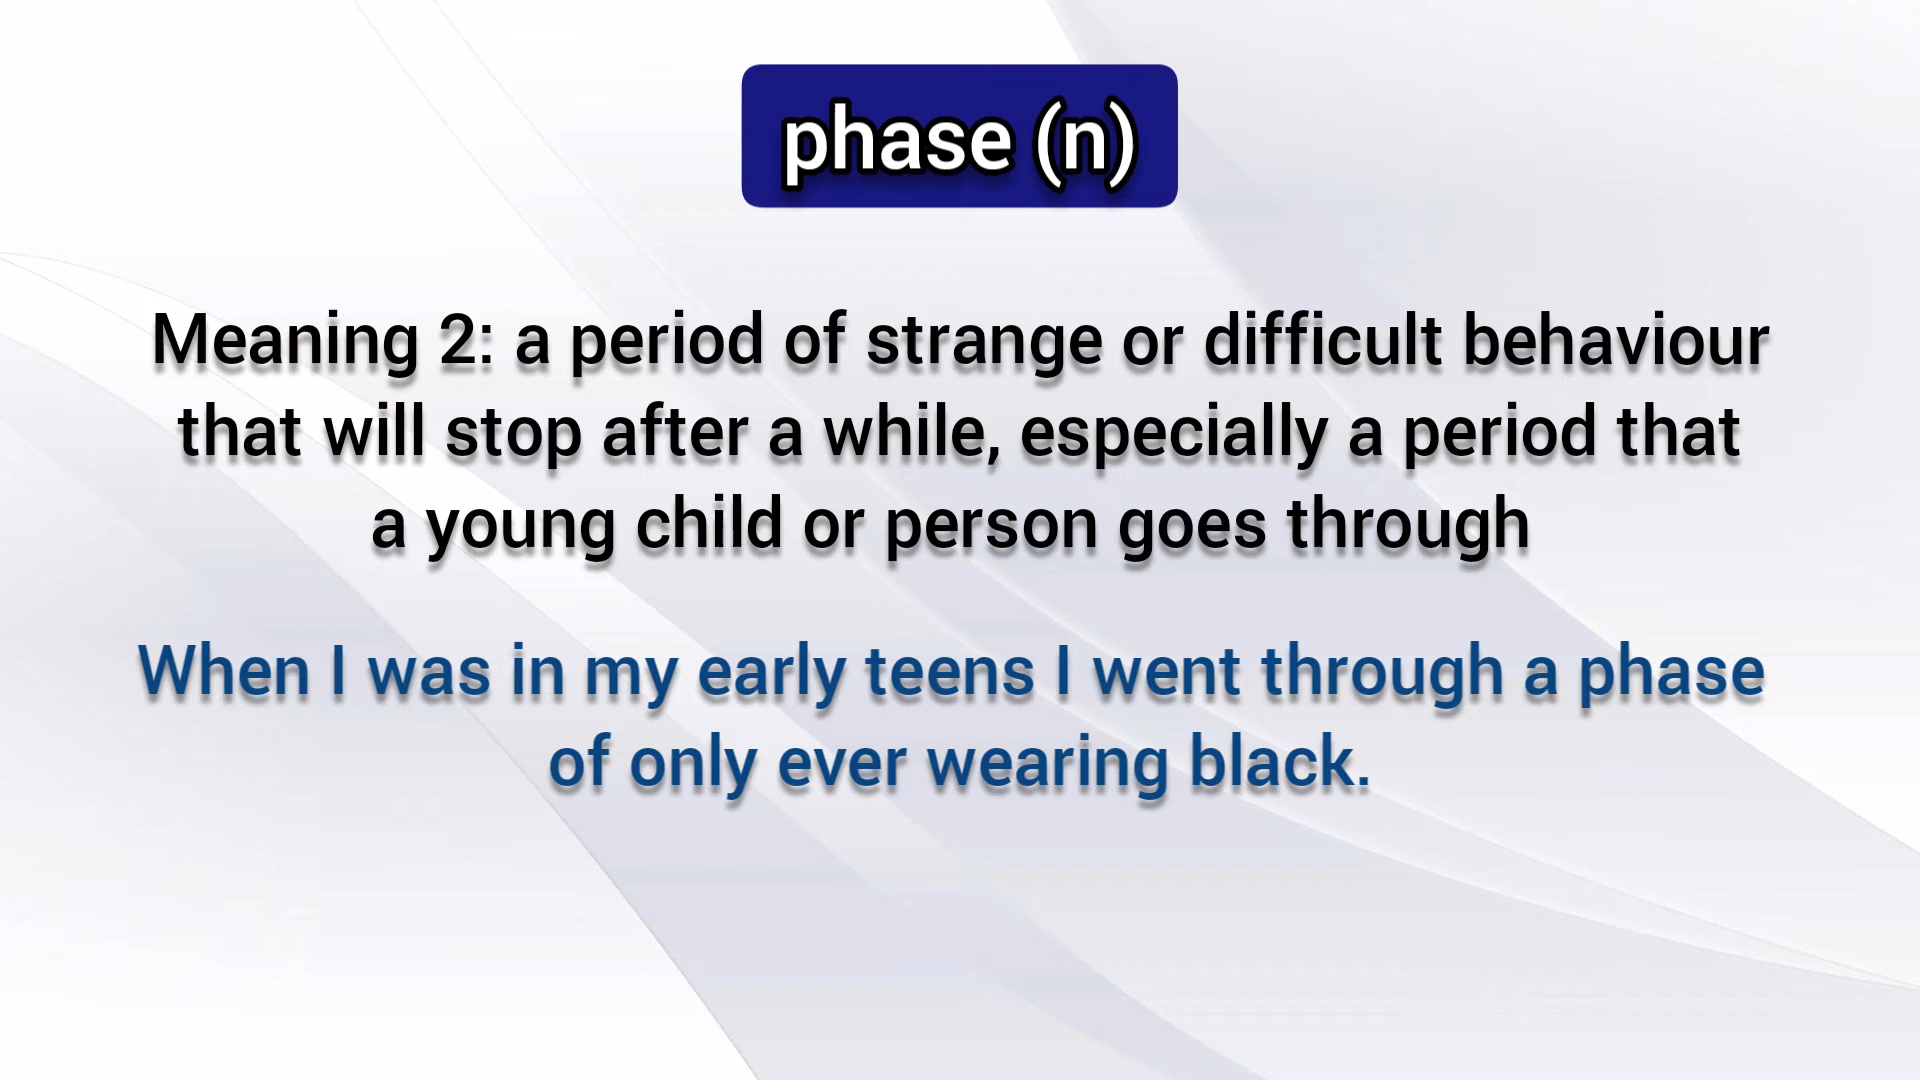 phase (n)
Meaning 2: a period of strange or difficult behaviour
that will stop after a while, especially a period that
a young child or person goes through
When I was in my early teens I went through a phase
of only ever wearing black.